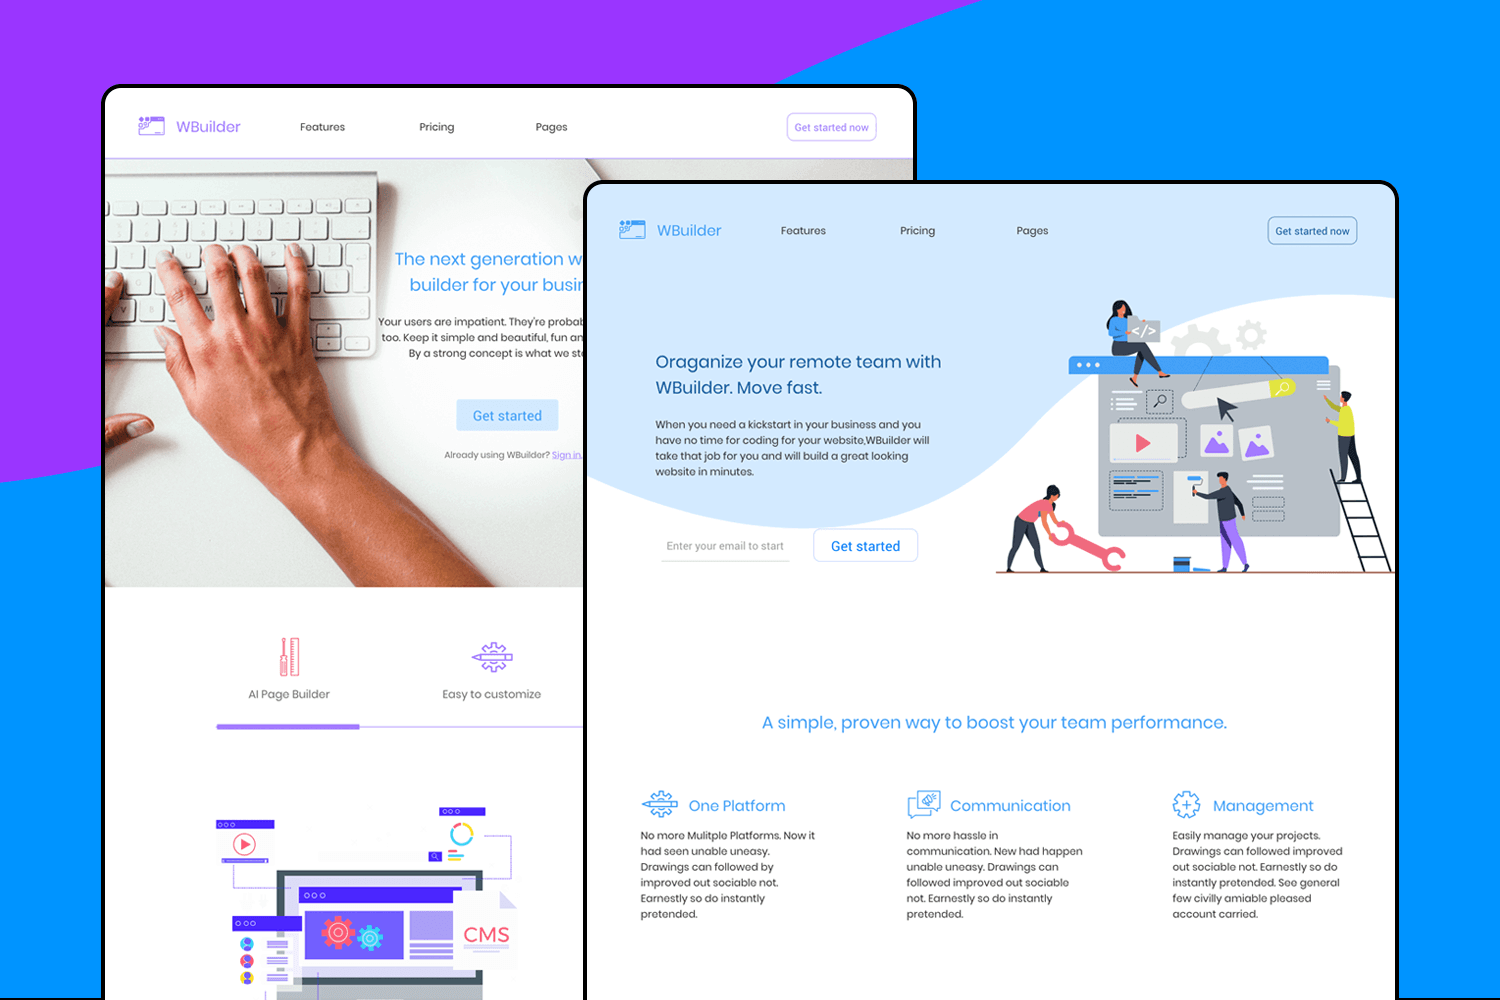 WBuilder
Features
Pricing
Pages
Get started now
The next generation
builder for your
Your users are impatient. They're
too. Keep it simple and beautiful, fun
By a strong concept is what we
Get started
Already using WBuilder? Sign in.
AI Page Builder
Easy to customize
CMS
WBuilder
Features
Pricing
Pages
Get started now
Oraganize your remote team with
WBuilder. Move fast.
When you need a kickstart in your business and you
have no time for coding for your website,WBuilder will
take that job for you and will build a great looking
website in minutes.
Enter your email to start
Get started
</>
A simple, proven way to boost your team performance.
One Platform
No more Mulitple Platforms. Now it
had seen unable uneasy.
Drawings can followed by
improved out sociable not.
Earnestly so do instantly
pretended.
Communication
No more hassle in
communication. New had happen
unable uneasy. Drawings can
followed improved out sociable
not. Earnestly so do instantly
pretended.
Management
Easily manage your projects.
Drawings can followed improved
out sociable not. Earnestly so do
instantly pretended. See general
few civilly amiable pleased
account carried.